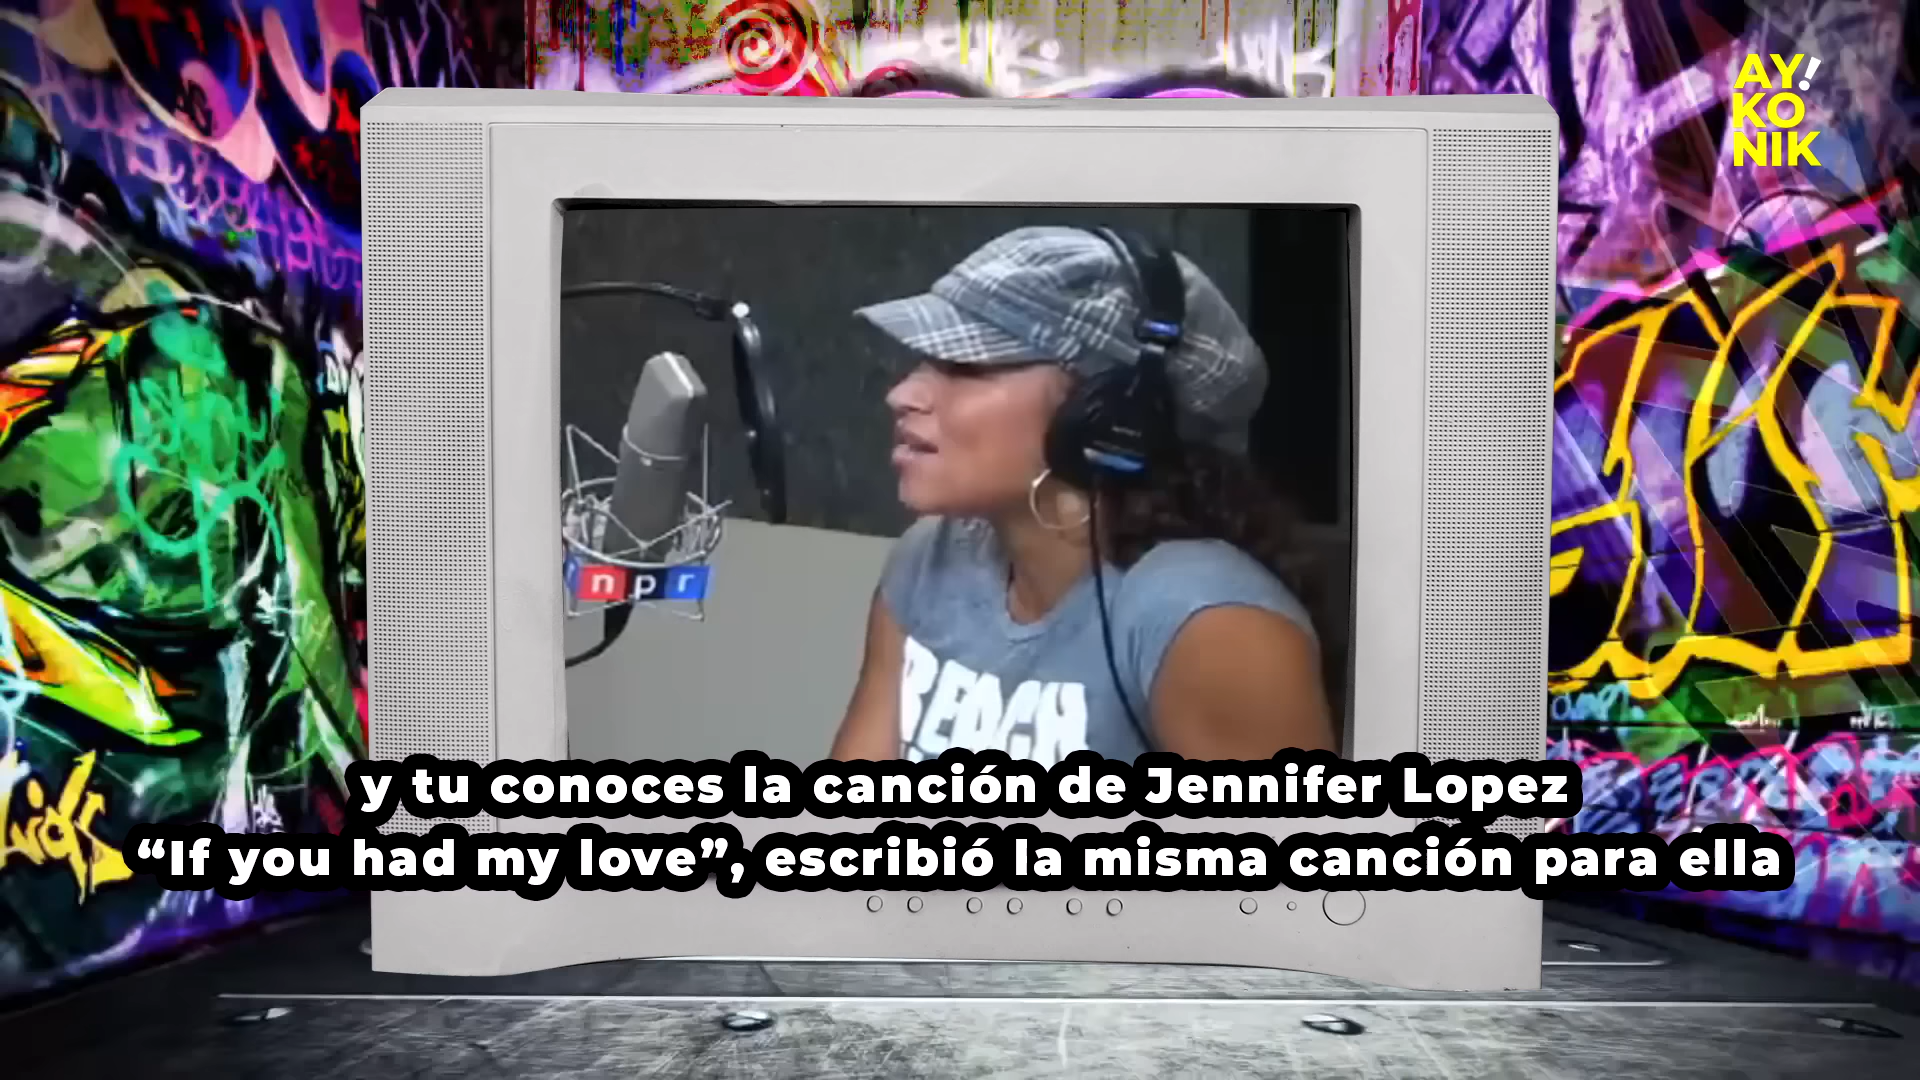 AY!
KO
NIK
npr
REACH
y tu conoces la canción de Jennifer Lopez
“If you had my love”, escribió la misma canción para ella